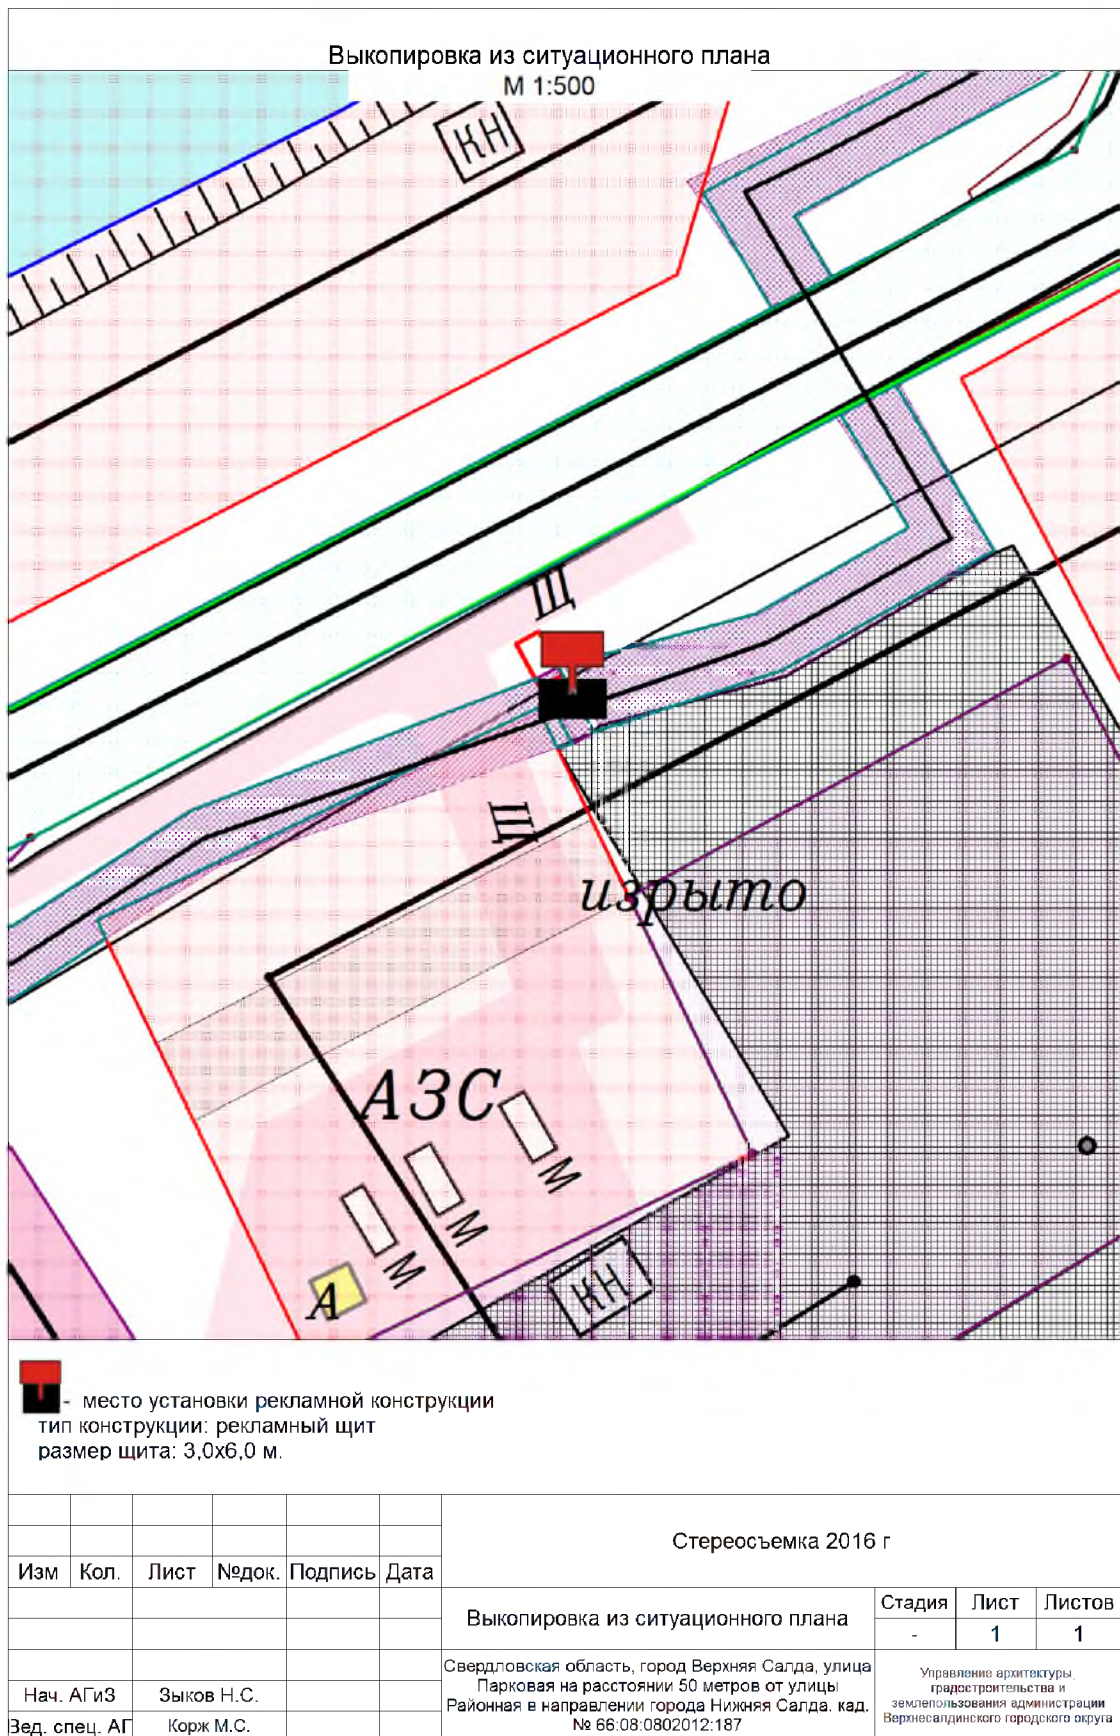 Выкопировка из ситуационного плана
М 1:500
КН
Щ
Щ
изрыто
АЗС
М
М
М
А
КН
- место установки рекламной конструкции
тип конструкции: рекламный щит
размер щита: 3,0х6,0 м.
Стереосъемка 2016 г
Изм Кол. Лист №док. Подпись Дата
Выкопировка из ситуационного плана
Стадия Лист Листов
- 1 1
Свердловская область, город Верхняя Салда, улица
Парковая на расстоянии 50 метров от улицы
Районная в направлении города Нижняя Салда. кад.
№ 66:08:0802012:187
Управление архитектуры,
градостроительства и
землепользования администрации
Верхнесалдинского городского округа
Нач. АГиЗ Зыков Н.С.
Вед. спец. АГ Корж М.С.